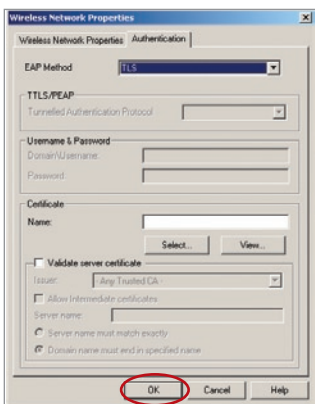 Wireless Network Properties
Wireless Network Properties Authentication
EAP Method TLS
TTLS/PEAP
Tunnelled Authentication Protocol
Username & Password
Domain\Username:
Password:
Certificate
Name:
Select... View...
Validate server certificate
Issuer: - Any Trusted CA -
Allow Intermediate certificates
Server name:
Server name must match exactly
Domain name must end in specified name
OK Cancel Help